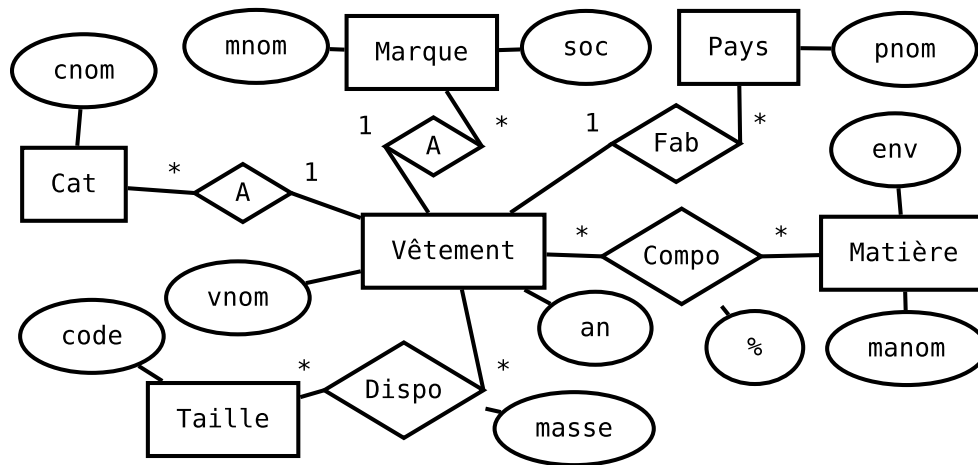 mnom
Marque
soc
Pays
pnom
cnom
1
A
*
1
Fab
*
env
Cat
*
A
1
Vêtement
*
Compo
*
Matière
vnom
code
an
%
manom
Taille
*
Dispo
*
masse